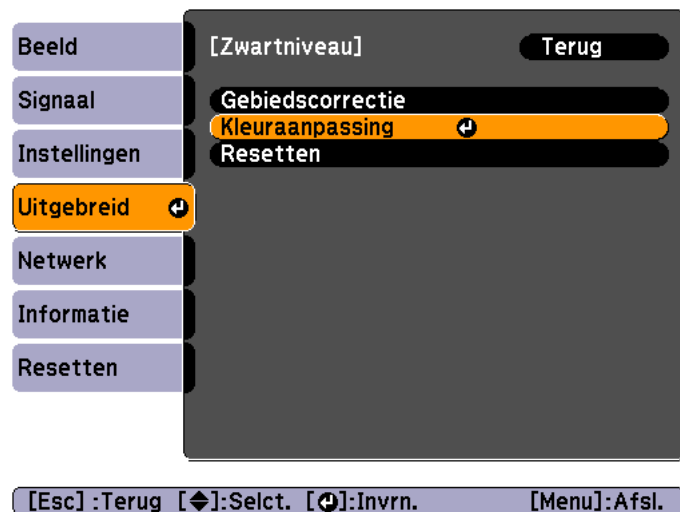 Beeld
Signaal
Instellingen
Uitgebreid
Netwerk
Informatie
Resetten
[Zwartniveau] Terug
Gebiedscorrectie
Kleuraanpassing
Resetten
[Esc] :Terug [◆]:Selct. [⏎]:Invrn. [Menu]:Afsl.